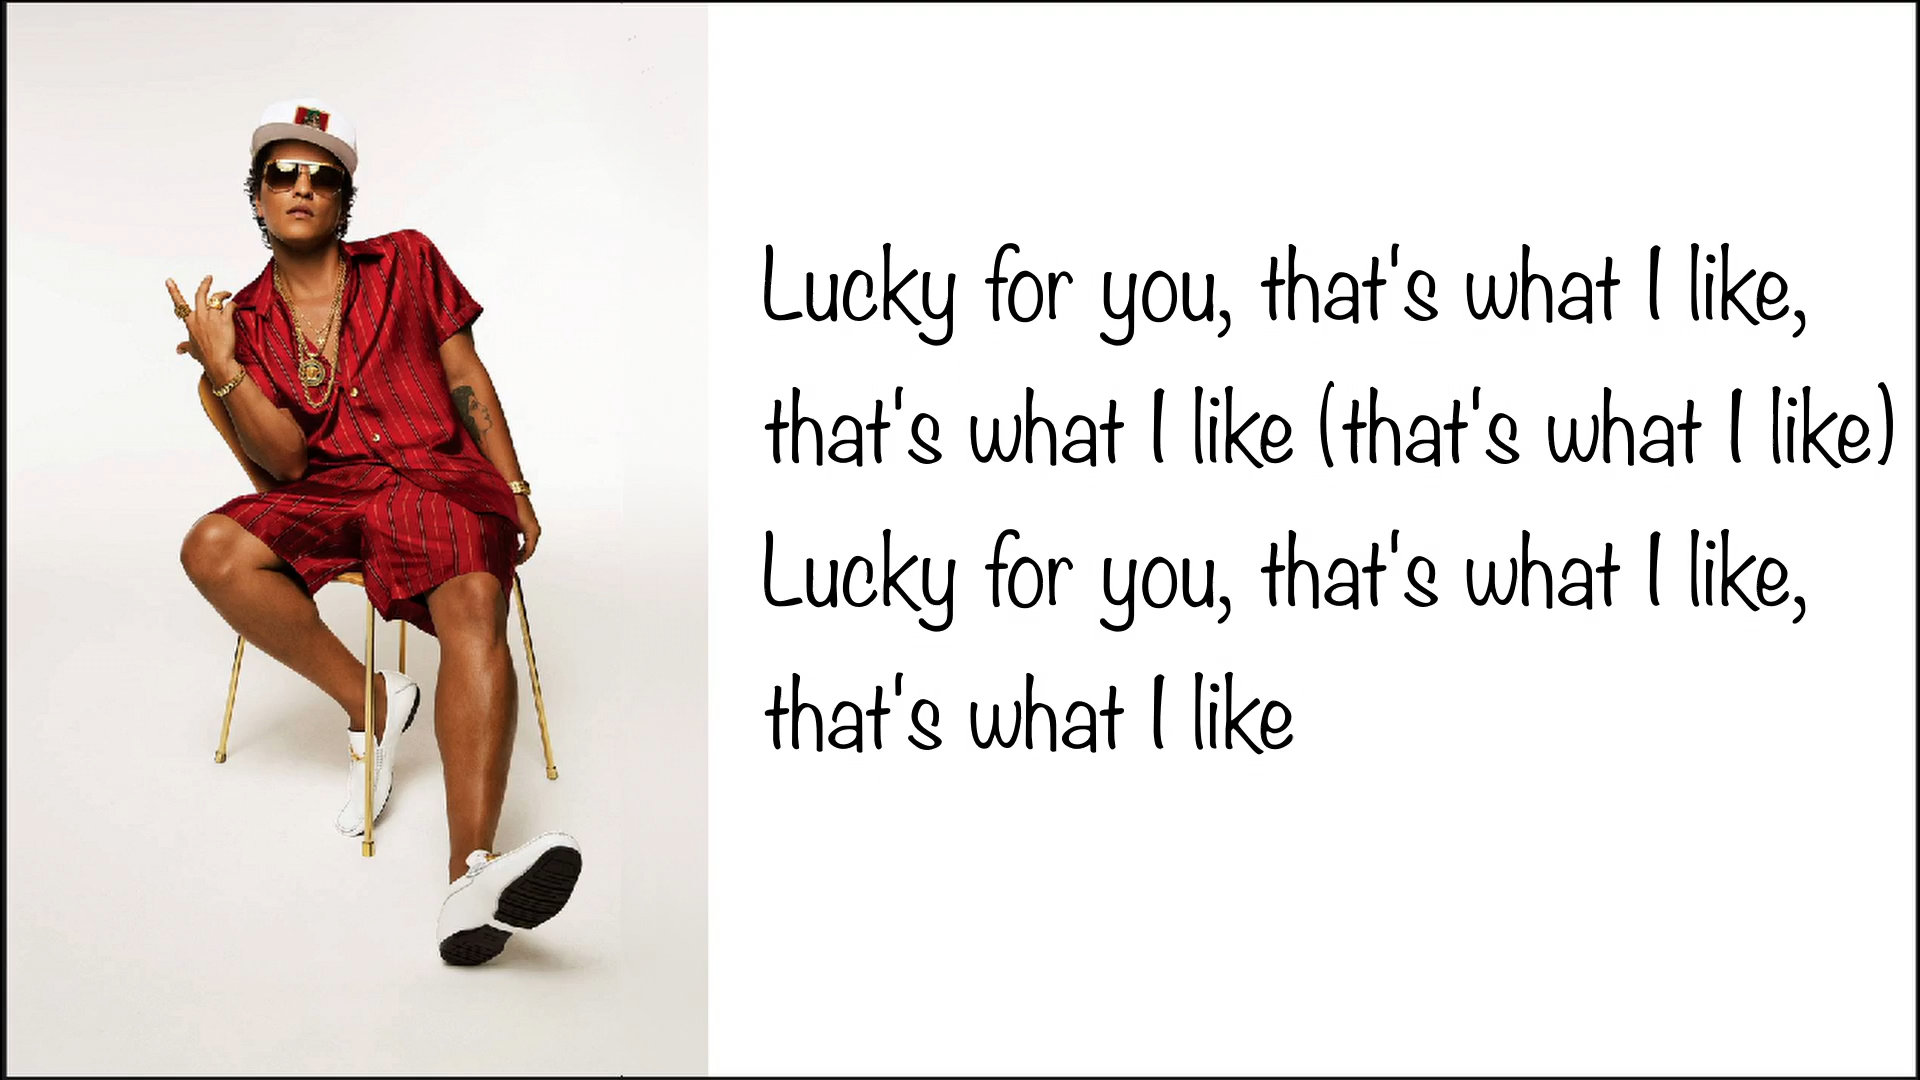 Lucky for you, that's what I like,
that's what I like (that's what I like)
Lucky for you, that's what I like,
that's what I like